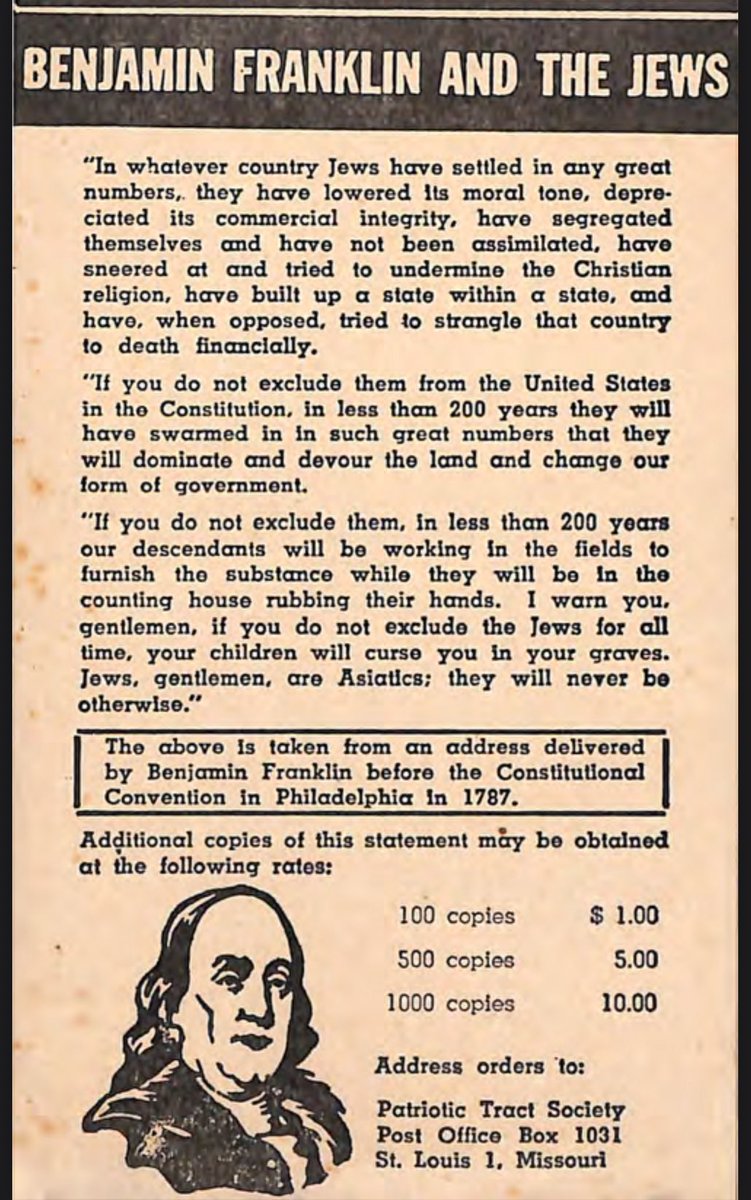 BENJAMIN FRANKLIN AND THE JEWS
"In whatever country Jews have settled in any great
numbers, they have lowered its moral tone, depre-
ciated its commercial integrity, have segregated
themselves and have not been assimilated, have
sneered at and tried to undermine the Christian
religion, have built up a state within a state, and
have, when opposed, tried to strangle that country
to death financially.
"If you do not exclude them from the United States
in the Constitution, in less than 200 years they will
have swarmed in in such great numbers that they
will dominate and devour the land and change our
form of government.
"If you do not exclude them, in less than 200 years
our descendants will be working in the fields to
furnish the substance while they will be in the
counting house rubbing their hands. I warn you,
gentlemen, if you do not exclude the Jews for all
time, your children will curse you in your graves.
Jews, gentlemen, are Asiatics; they will never be
otherwise."
The above is taken from an address delivered
by Benjamin Franklin before the Constitutional
Convention in Philadelphia in 1787.
Additional copies of this statement may be obtained
at the following rates:
100 copies $ 1.00
500 copies 5.00
1000 copies 10.00
Address orders to:
Patriotic Tract Society
Post Office Box 1031
St. Louis 1, Missouri